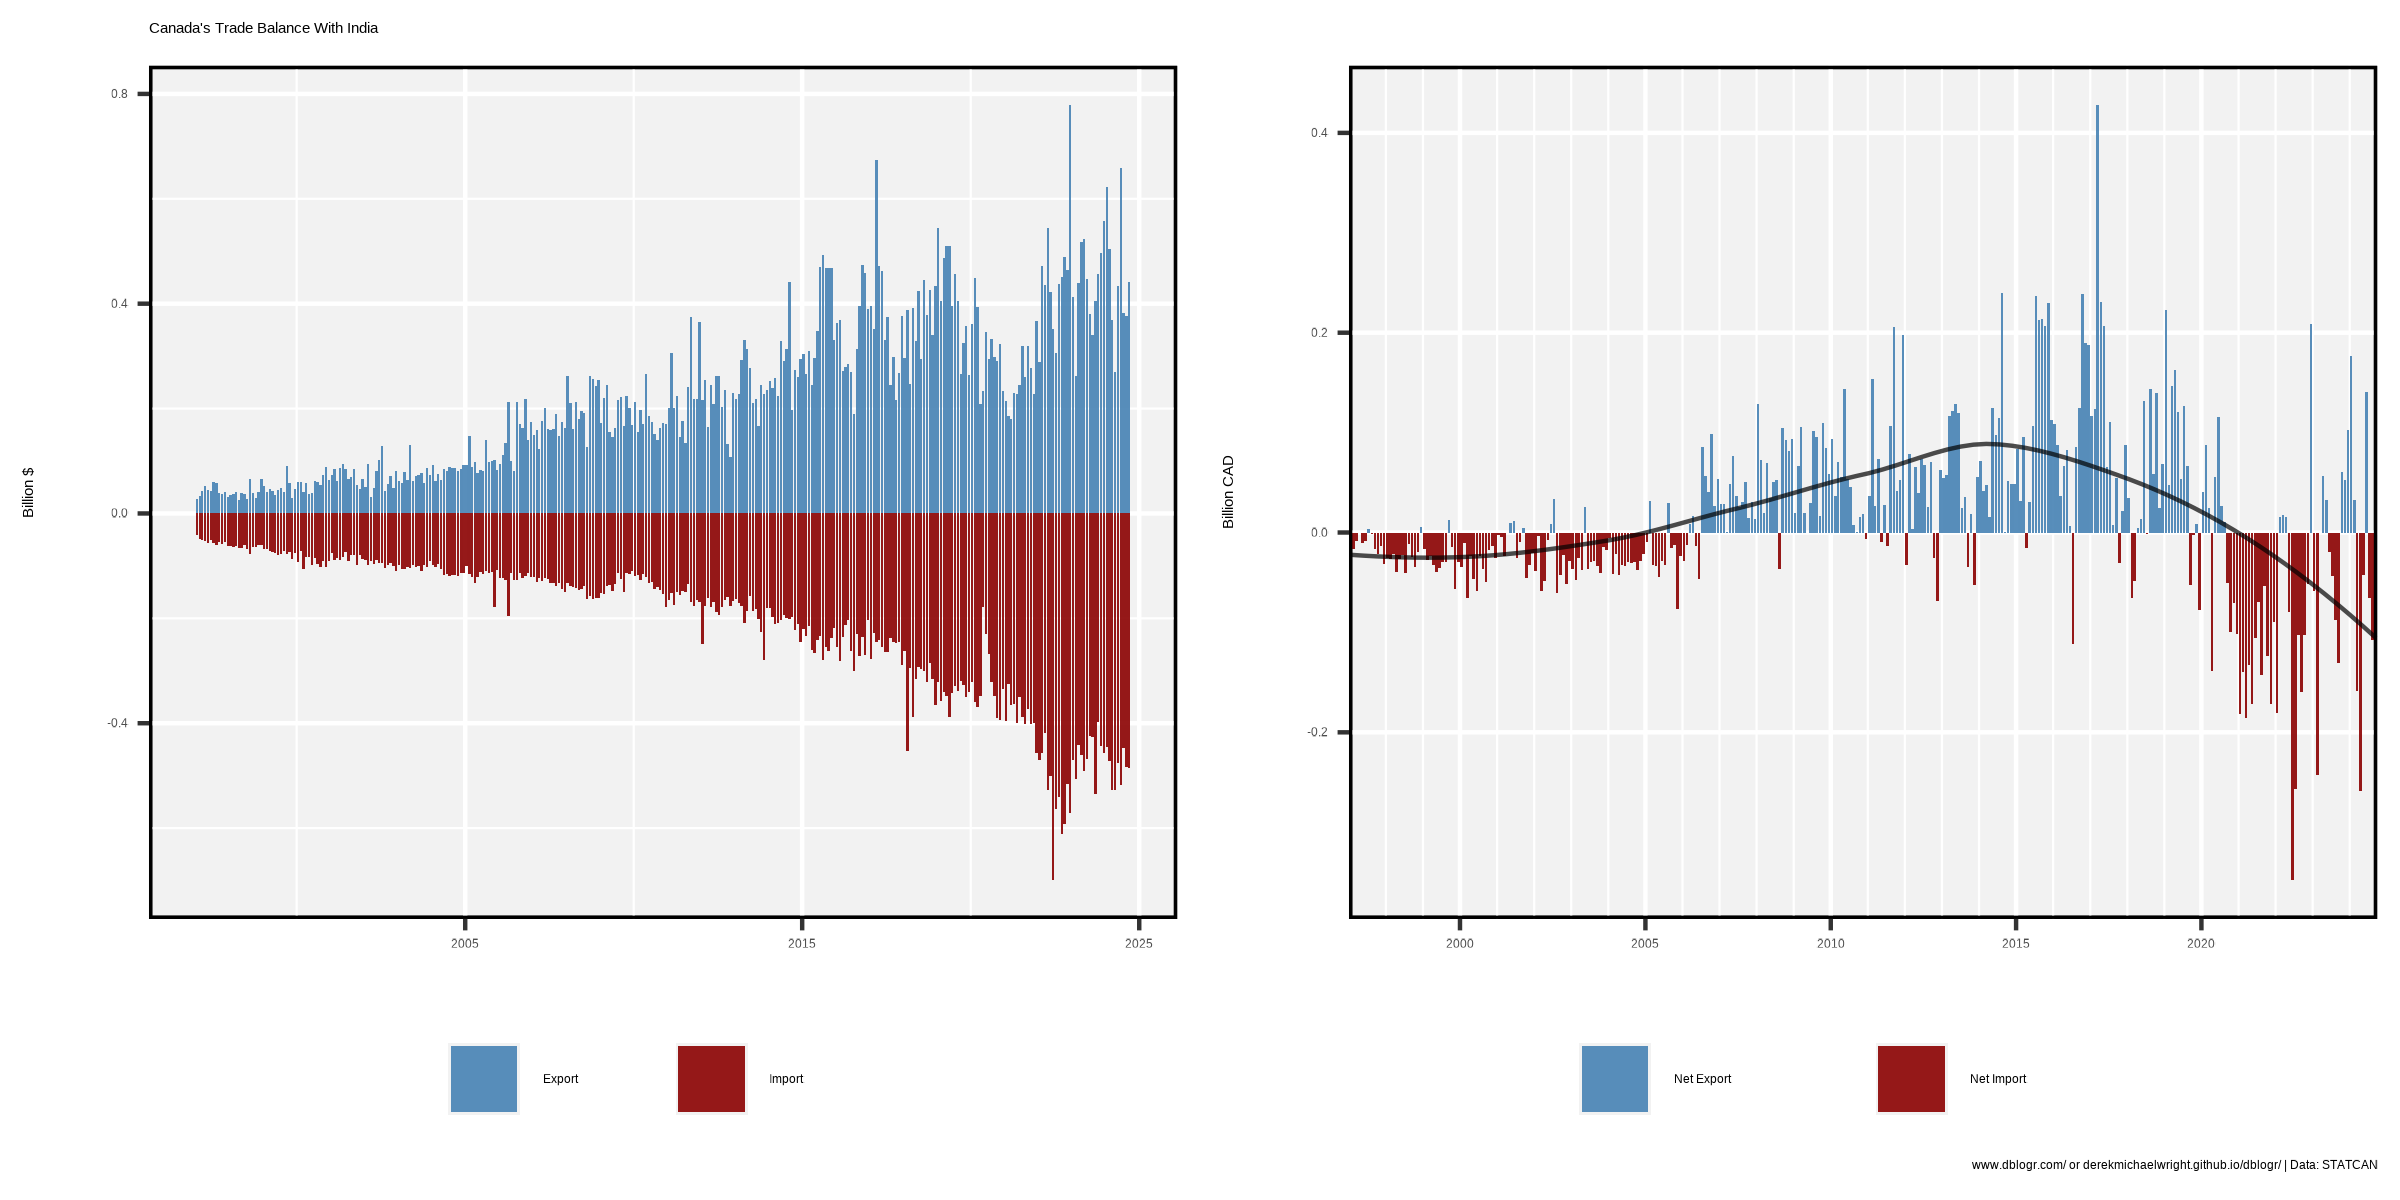 Canada's Trade Balance With India
Billion $
0.8
0.4
0.0
-0.4
2005
2015
2025
Export
Import
Billion CAD
0.4
0.2
0.0
-0.2
2000
2005
2010
2015
2020
Net Export
Net Import
www.dblogr.com/ or derekmichaelwright.github.io/dblogr/ | Data: STATCAN